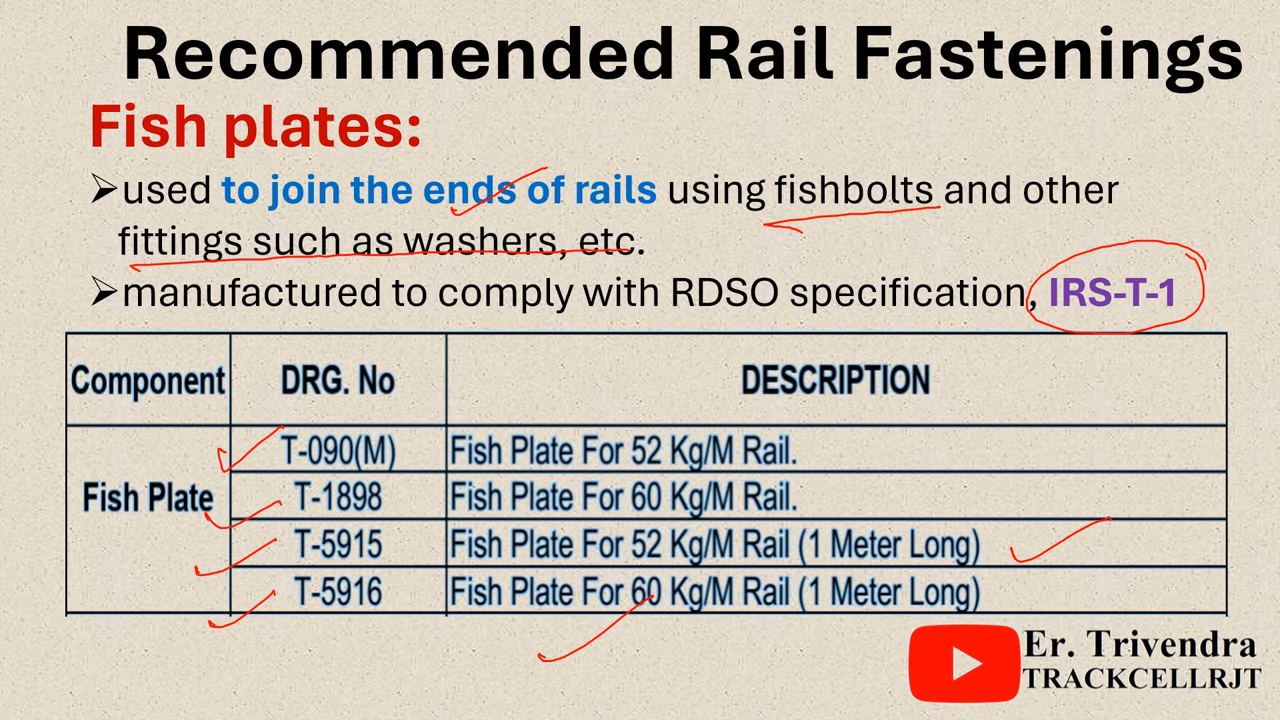 Recommended Rail Fastenings
Fish plates:
➢used to join the ends of rails using fishbolts and other
fittings such as washers, etc.
➢manufactured to comply with RDSO specification, IRS-T-1
Component DRG. No DESCRIPTION
T-090(M) Fish Plate For 52 Kg/M Rail.
Fish Plate T-1898 Fish Plate For 60 Kg/M Rail.
T-5915 Fish Plate For 52 Kg/M Rail (1 Meter Long)
T-5916 Fish Plate For 60 Kg/M Rail (1 Meter Long)
Er. Trivendra
TRACKCELLRJT